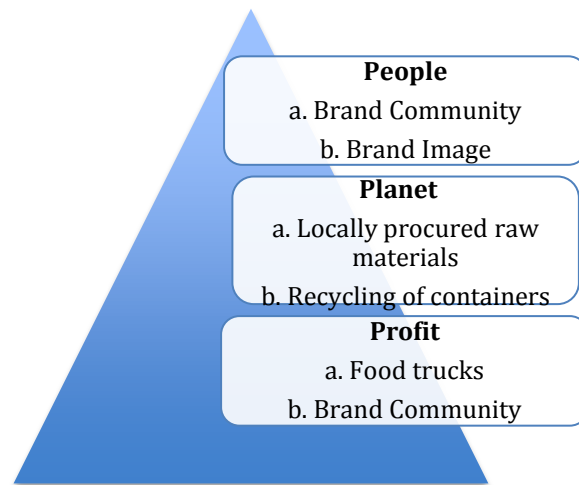 People
a. Brand Community
b. Brand Image
Planet
a. Locally procured raw
materials
b. Recycling of containers
Profit
a. Food trucks
b. Brand Community